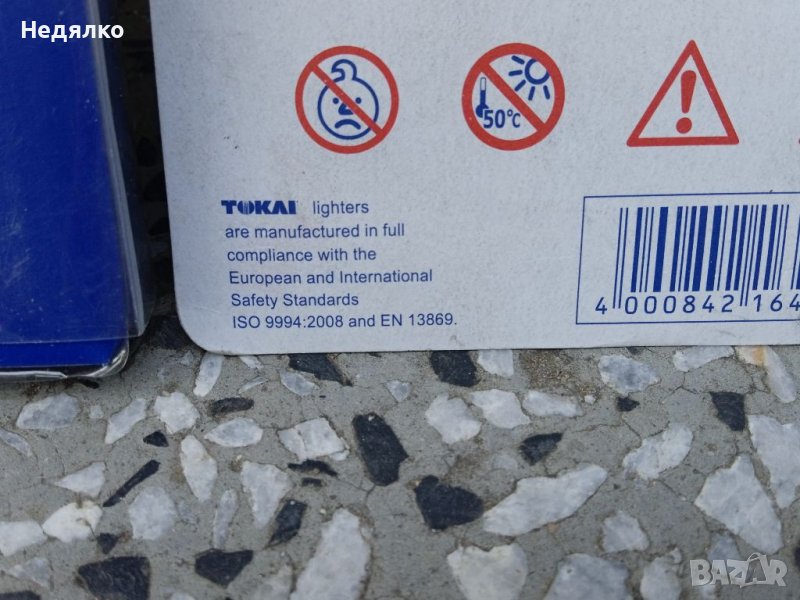 Недялко
50°C
TOKAI lighters
are manufactured in full
compliance with the
European and International
Safety Standards
ISO 9994:2008 and EN 13869.
4 000842 164
BAZAR